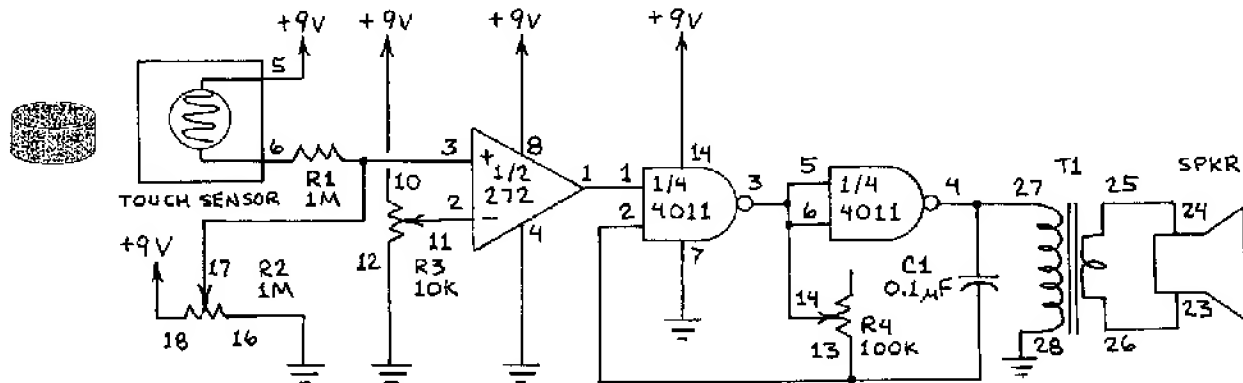 +9V
+9V
+9V
+9V
5
6
R1
1M
TOUCH SENSOR
+9V
17
R2
1M
18
16
10
11
12
R3
10K
3
+
8
1/2
272
2
−
4
1
1
14
1/4
4011
2
7
3
5
1/4
6
4011
4
C1
0.1µF
14
R4
13
100K
27
T1
28
25
26
SPKR
24
23